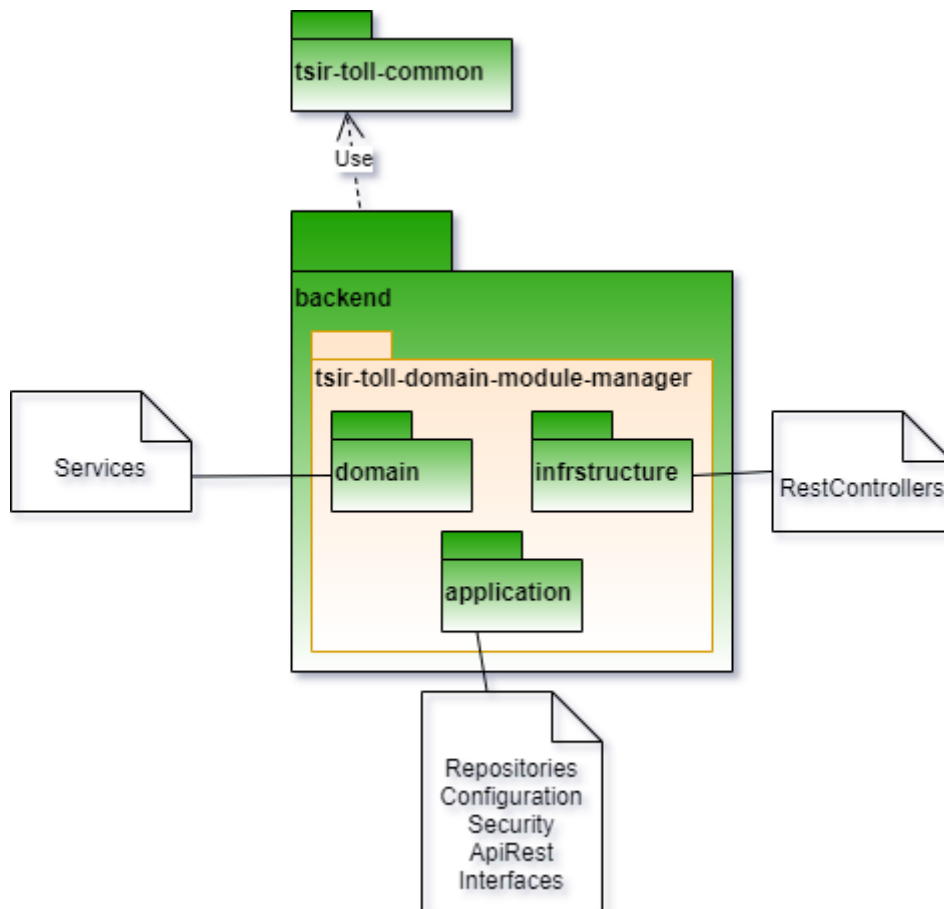 tsir-toll-common
Use
backend
tsir-toll-domain-module-manager
Services
domain
infrstructure
RestControllers
application
Repositories
Configuration
Security
ApiRest
Interfaces